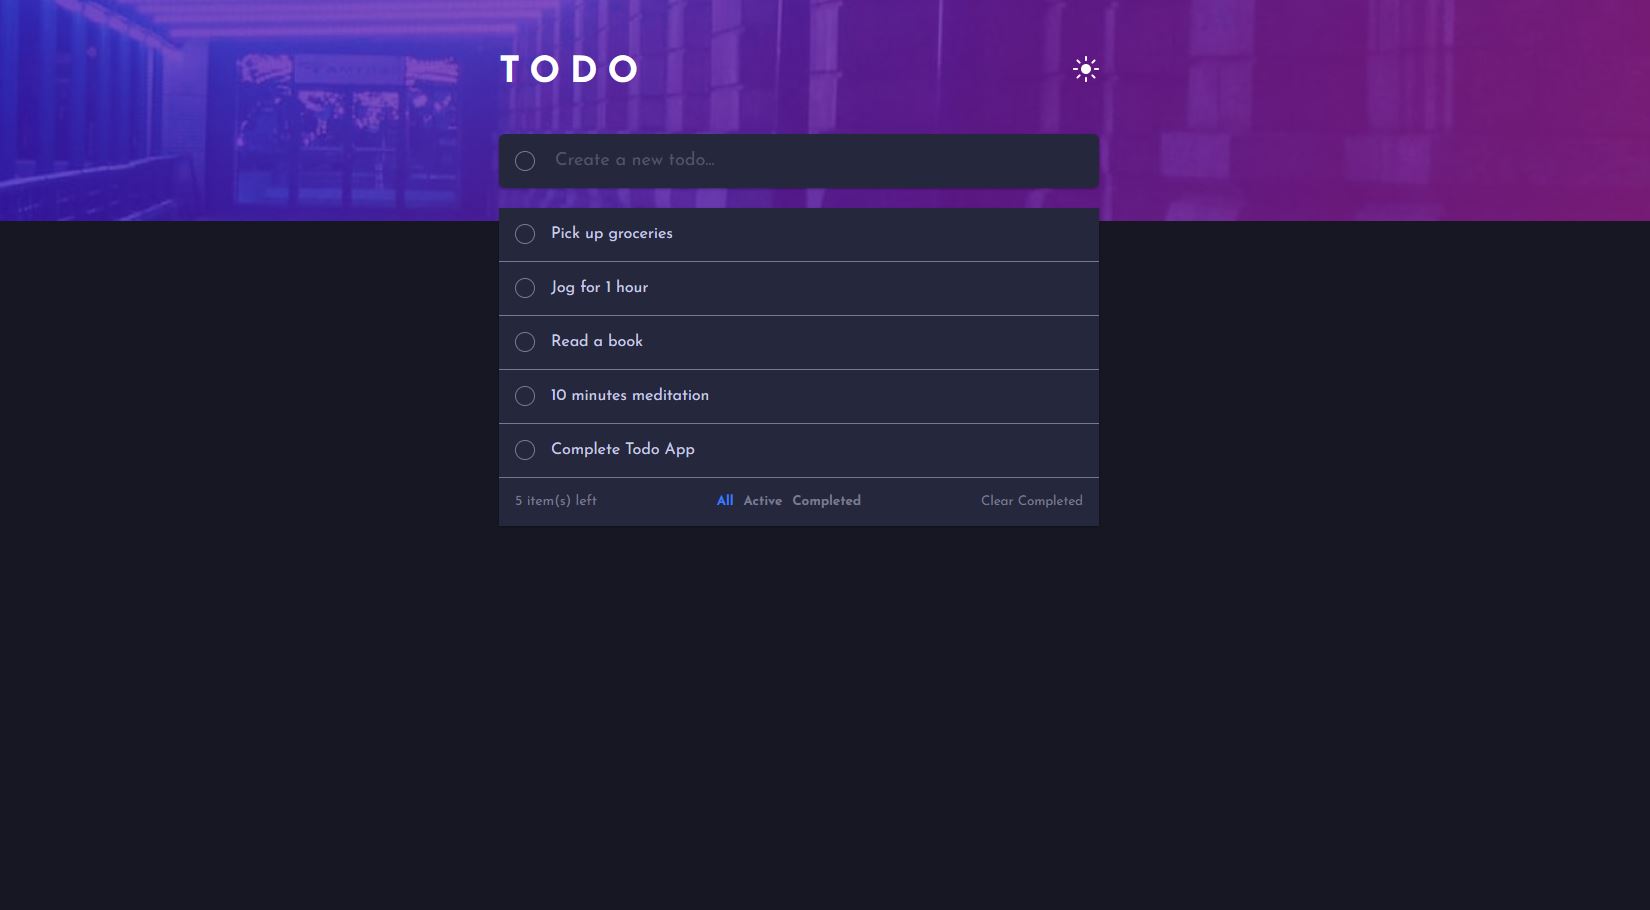 TODO
Create a new todo...
Pick up groceries
Jog for 1 hour
Read a book
10 minutes meditation
Complete Todo App
5 item(s) left All Active Completed Clear Completed